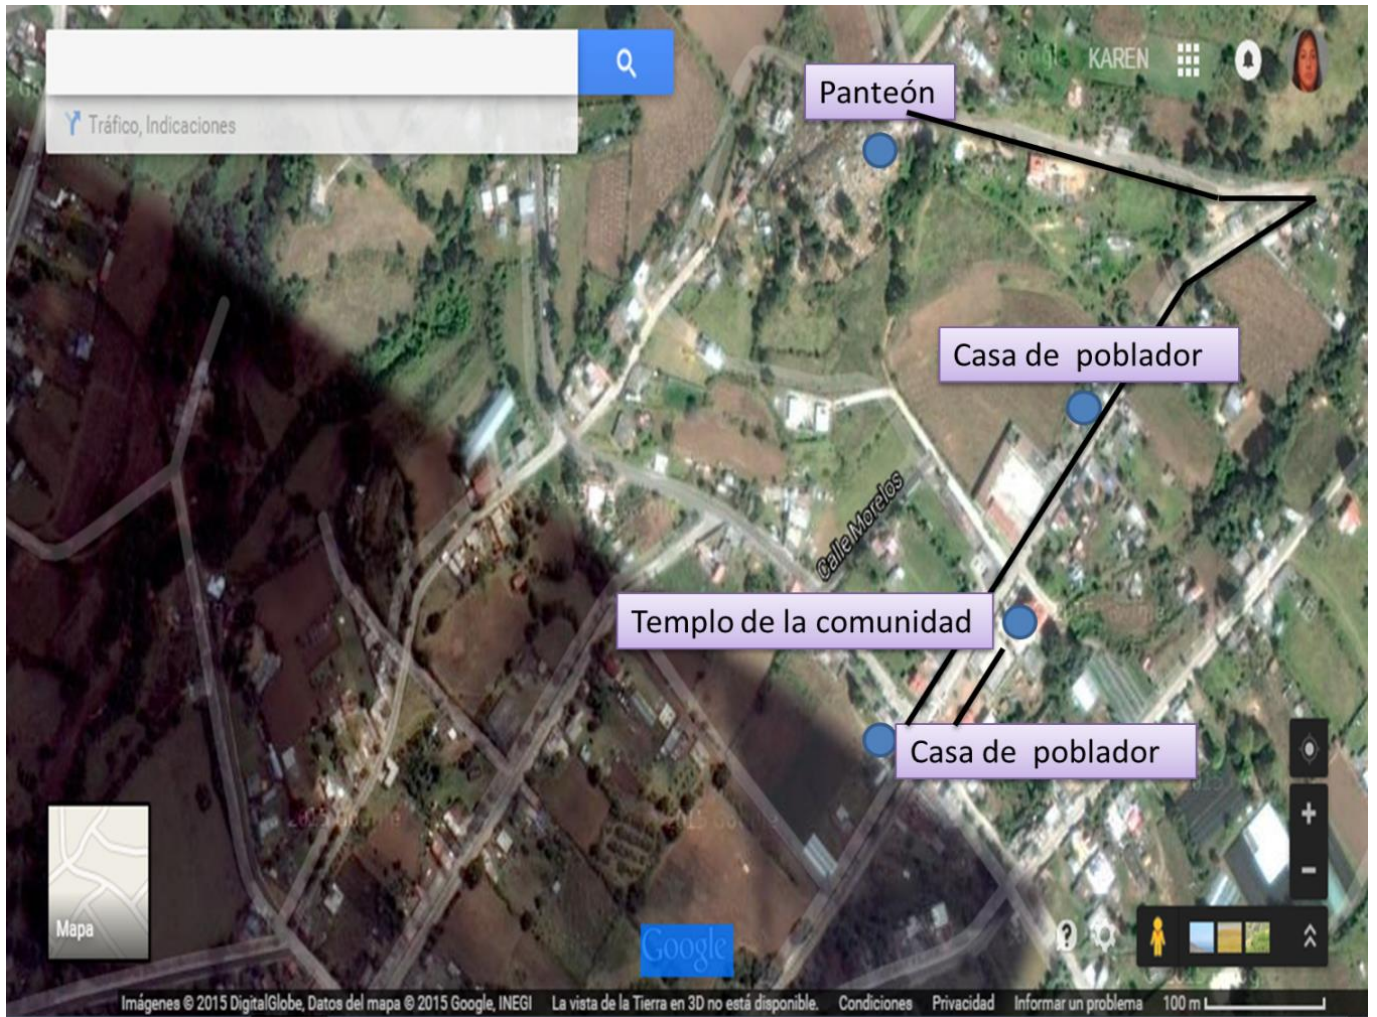 KAREN
Tráfico, Indicaciones
Panteón
Casa de poblador
Calle Morelos
Templo de la comunidad
Casa de poblador
Mapa
Google
Imágenes © 2015 DigitalGlobe, Datos del mapa © 2015 Google, INEGI La vista de la Tierra en 3D no está disponible. Condiciones Privacidad Informar un problema 100 m